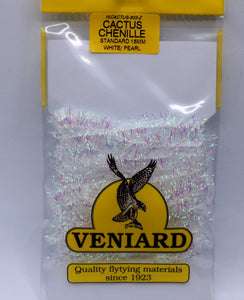 CACTUS
CHENILLE
STANDARD 15MM
WHITE/ PEARL
VENIARD
Quality flytying materials
since 1923